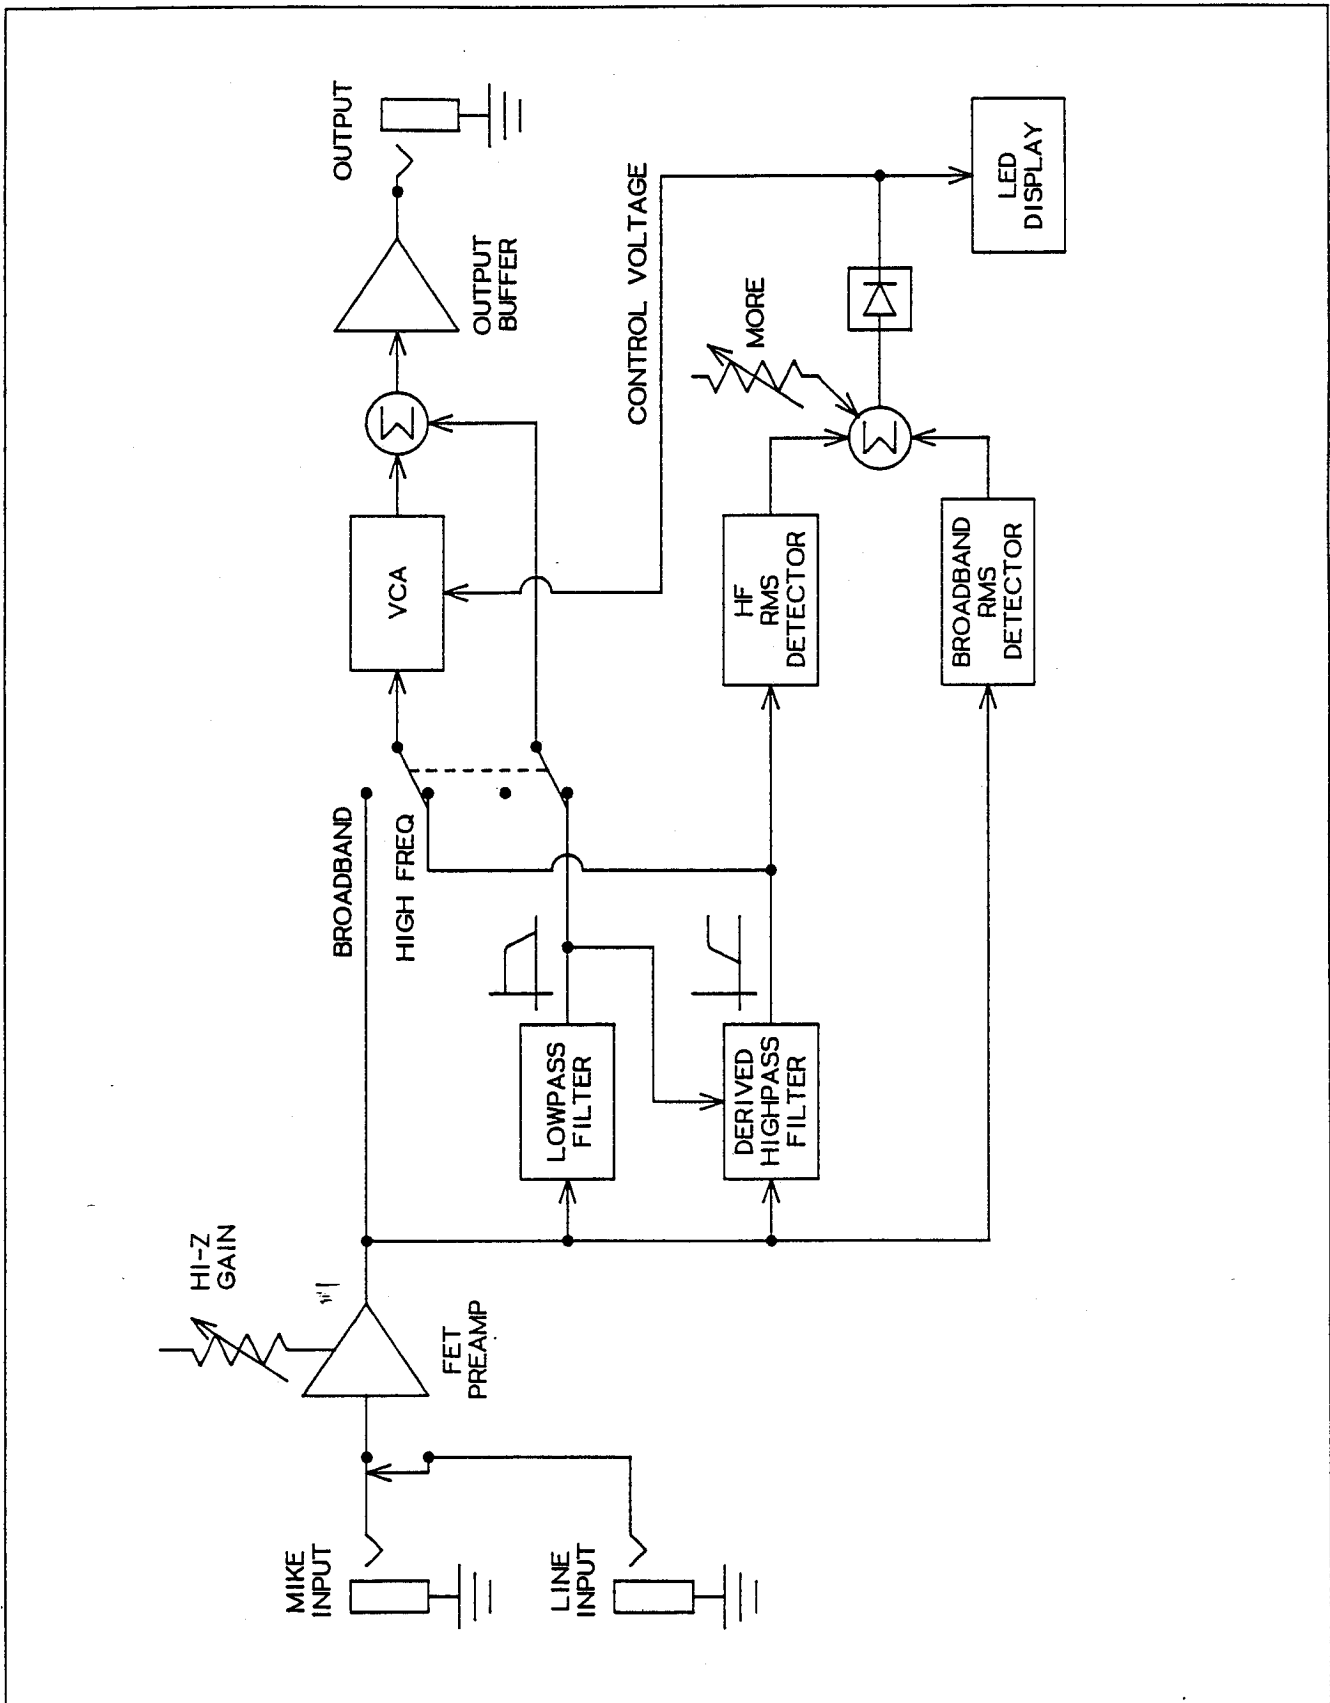 MIKE
INPUT
LINE
INPUT
HI-Z
GAIN
FET
PREAMP
BROADBAND
HIGH FREQ
LOWPASS
FILTER
DERIVED
HIGHPASS
FILTER
VCA
Σ
OUTPUT
BUFFER
OUTPUT
CONTROL VOLTAGE
HF
RMS
DETECTOR
BROADBAND
RMS
DETECTOR
Σ
MORE
LED
DISPLAY